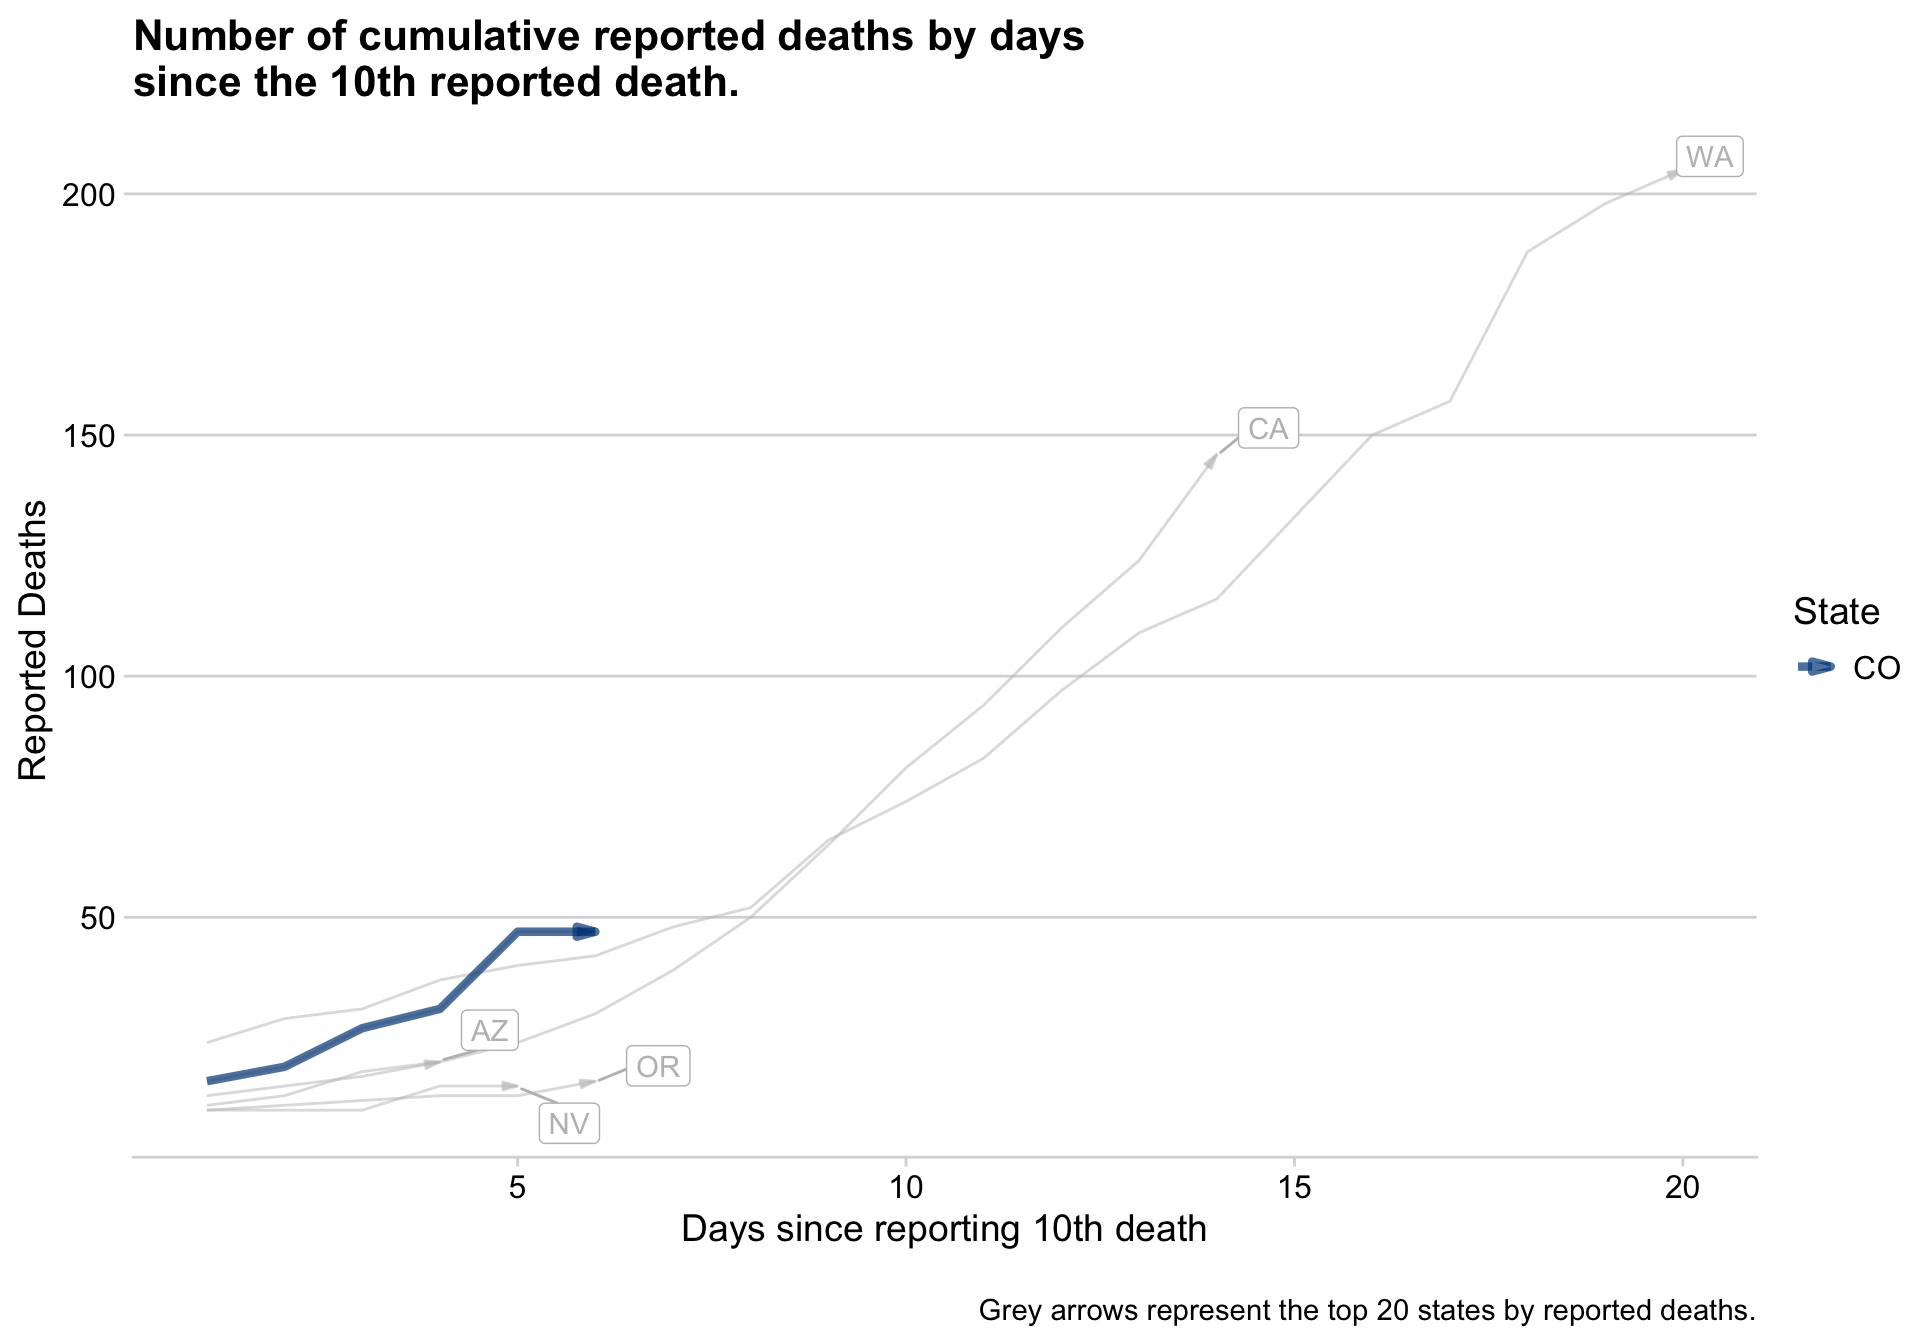 Number of cumulative reported deaths by days
since the 10th reported death.
WA
200
CA
150
Reported Deaths
State
CO
100
50
AZ
OR
NV
5
10
15
20
Days since reporting 10th death
Grey arrows represent the top 20 states by reported deaths.